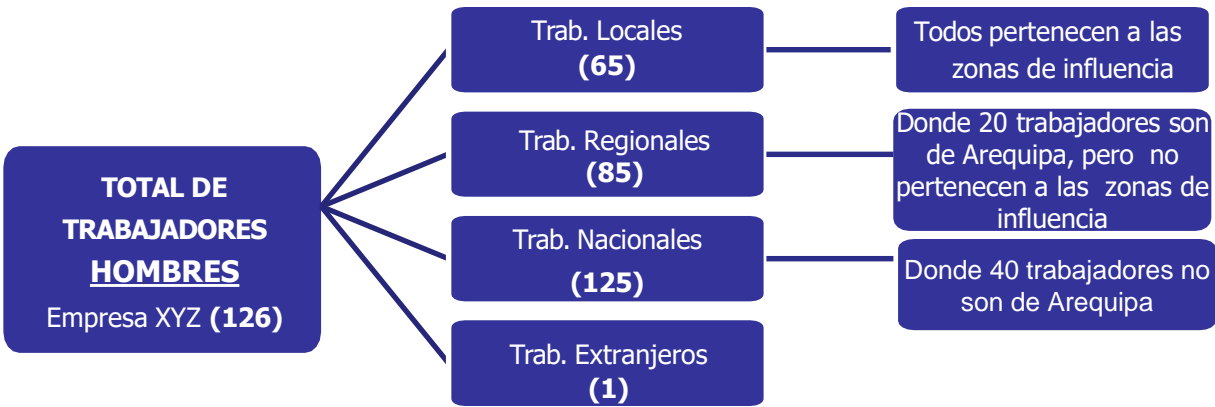 TOTAL DE
TRABAJADORES
HOMBRES
Empresa XYZ (126)
Trab. Locales
(65)
Todos pertenecen a las
zonas de influencia
Trab. Regionales
(85)
Donde 20 trabajadores son
de Arequipa, pero no
pertenecen a las zonas de
influencia
Trab. Nacionales
(125)
Donde 40 trabajadores no
son de Arequipa
Trab. Extranjeros
(1)